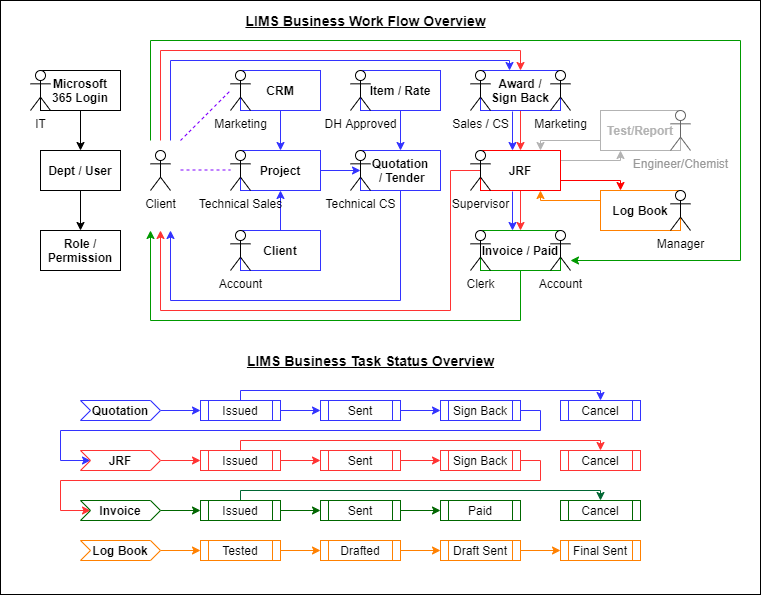 LIMS Business Work Flow Overview
Microsoft
365 Login
IT
CRM
Marketing
Item / Rate
DH Approved
Award /
Sign Back
Sales / CS
Marketing
Test/Report
Engineer/Chemist
Dept / User
Client
Project
Technical Sales
Quotation
/ Tender
Technical CS
JRF
Supervisor
Log Book
Manager
Role /
Permission
Client
Account
Invoice / Paid
Clerk
Account
LIMS Business Task Status Overview
Quotation
Issued
Sent
Sign Back
Cancel
JRF
Issued
Sent
Sign Back
Cancel
Invoice
Issued
Sent
Paid
Cancel
Log Book
Tested
Drafted
Draft Sent
Final Sent